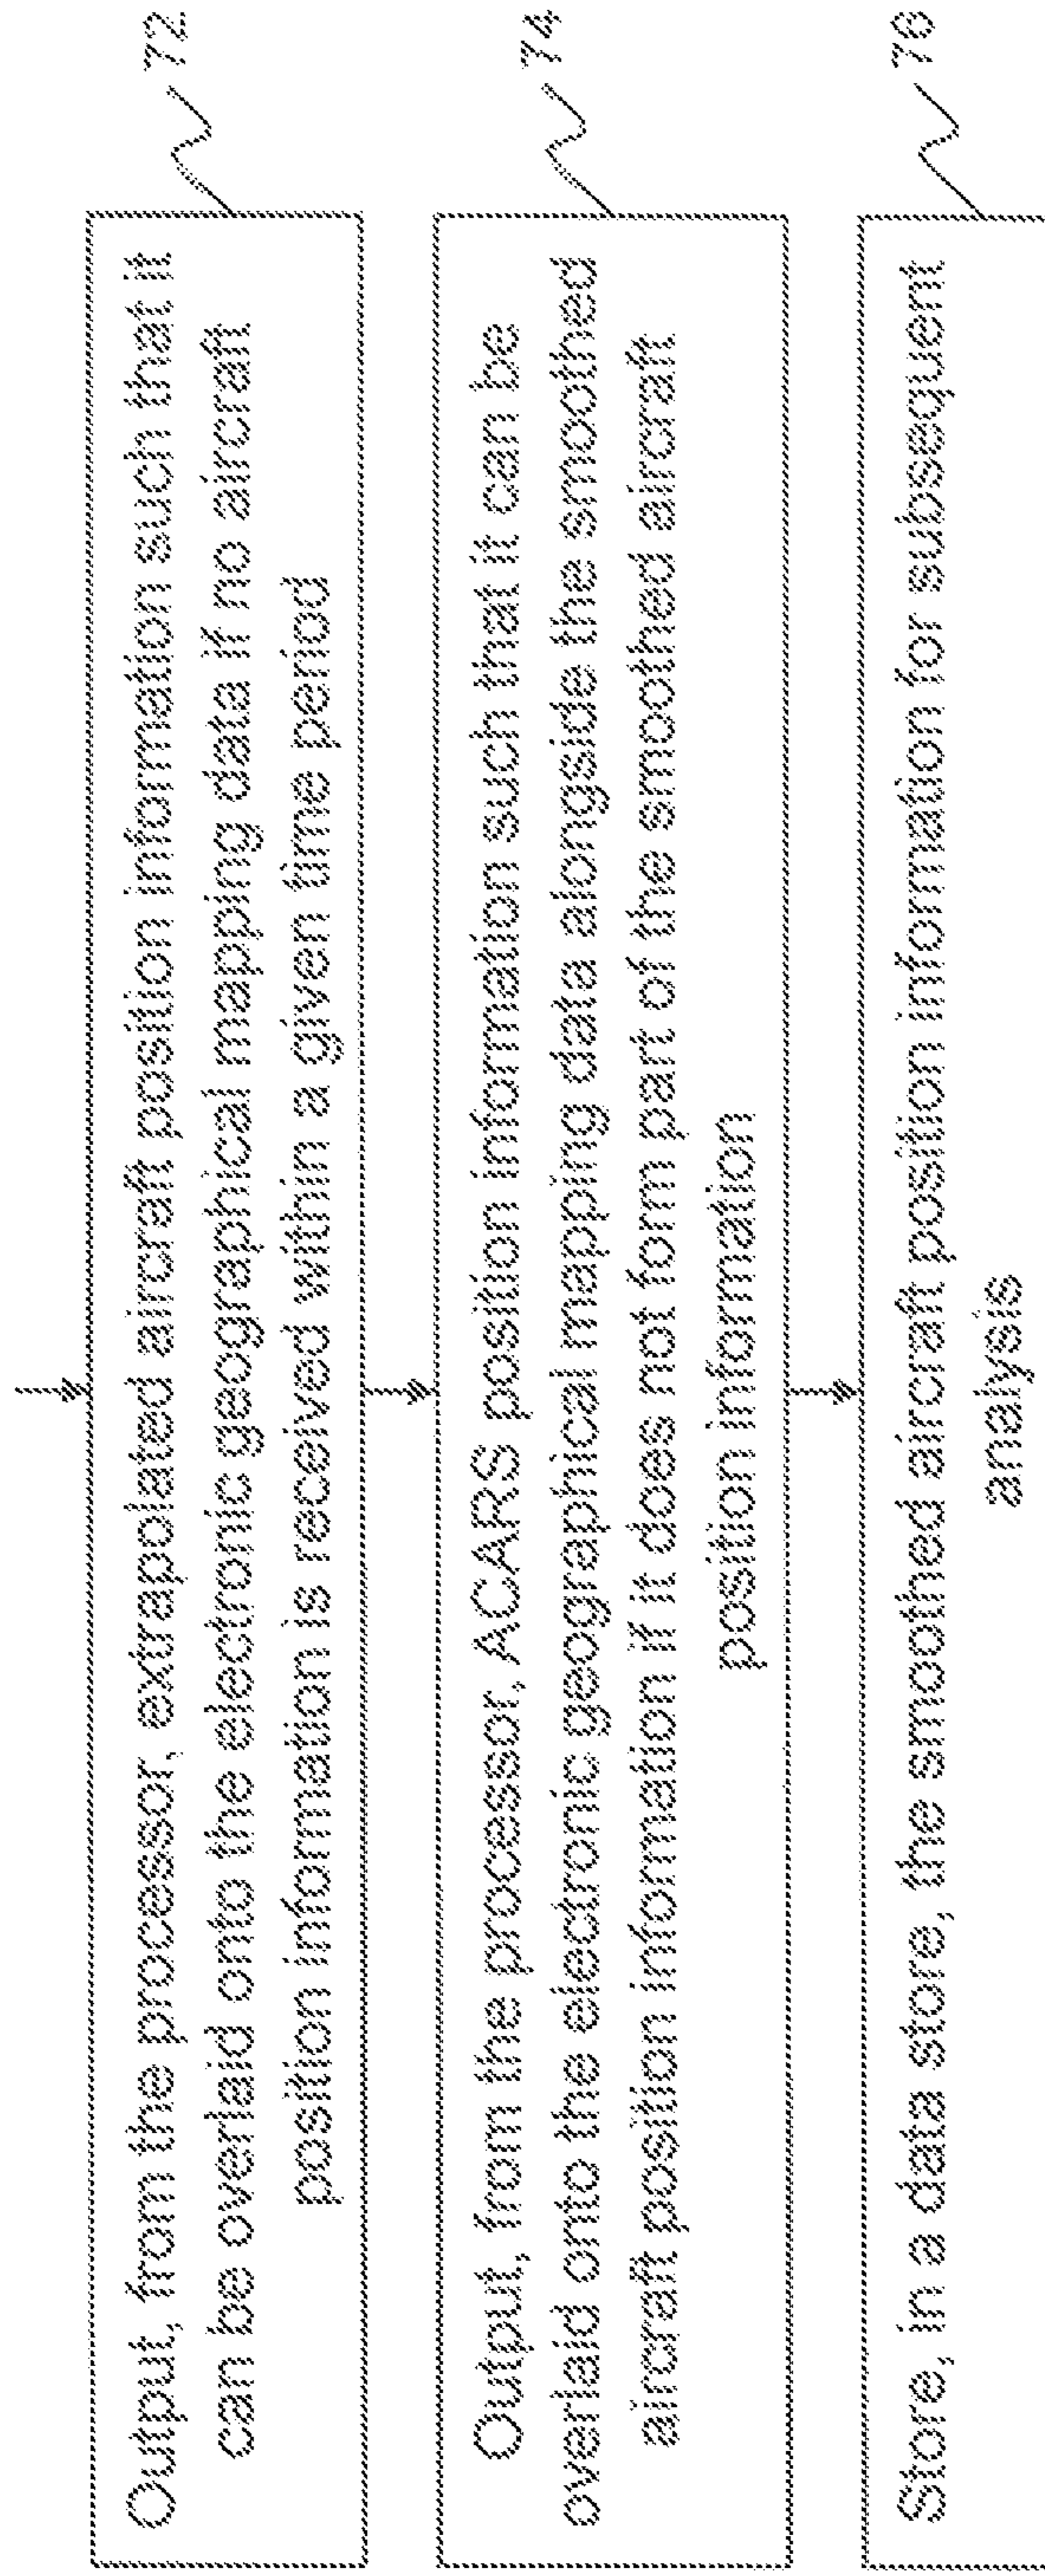 Output, from the processor, extrapolated aircraft position information such that it
can be overlaid onto the electronic geographical mapping data if no aircraft
position information is received within a given time period
72
Output, from the processor, ACARS position information such that it can be
overlaid onto the electronic geographical mapping data alongside the smoothed
aircraft position information if it does not form part of the smoothed aircraft
position information
74
Store, in a data store, the smoothed aircraft position information for subsequent
analysis
76